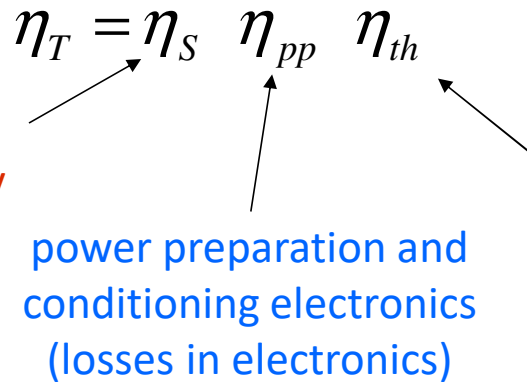 η_T = η_S η_pp η_th
power preparation and
conditioning electronics
(losses in electronics)